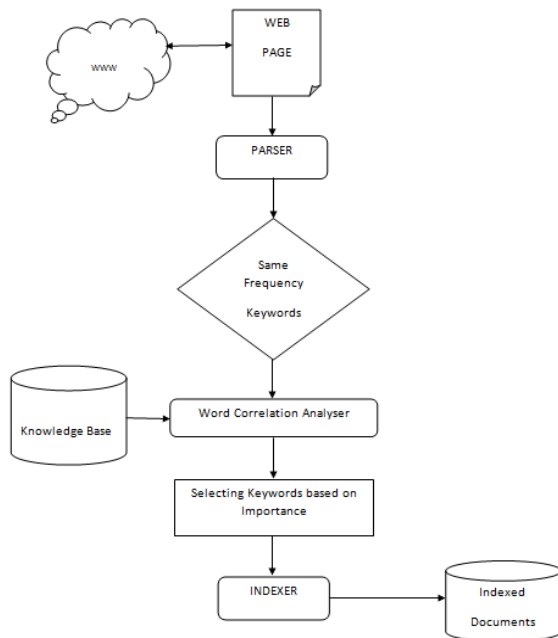 WEB
PAGE
www
PARSER
Same
Frequency
Keywords
Word Correlation Analyser
Knowledge Base
Selecting Keywords based on
Importance
INDEXER
Indexed
Documents